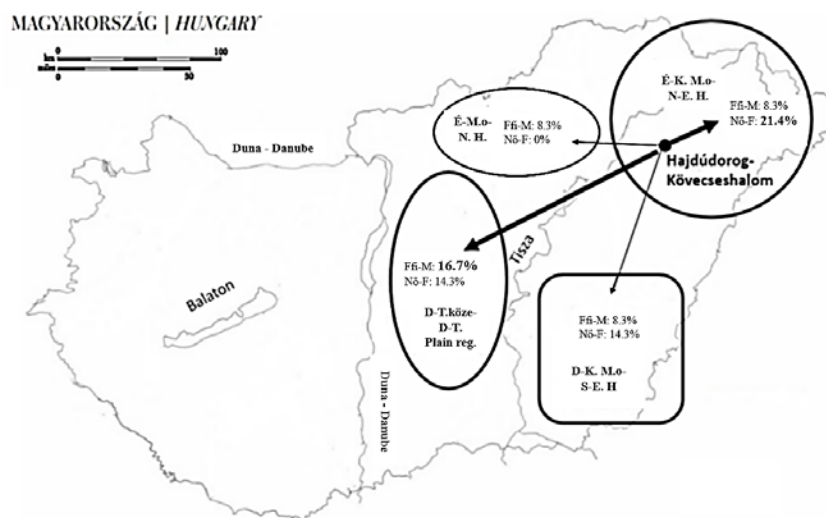 MAGYARORSZÁG | HUNGARY
0 100
km
miles
0 50
Duna - Danube
É-M.o-
N. H.
Ffi-M: 8.3%
Nő-F: 0%
É-K. M.o-
N-E. H.
Ffi-M: 8.3%
Nő-F: 21.4%
Hajdúdorog-
Kövecseshalom
Tisza
Ffi-M: 16.7%
Nő-F: 14.3%
D-T.köze-
D-T.
Plain reg.
Balaton
Duna - Danube
Ffi-M: 8.3%
Nő-F: 14.3%
D-K. M.o-
S-E. H